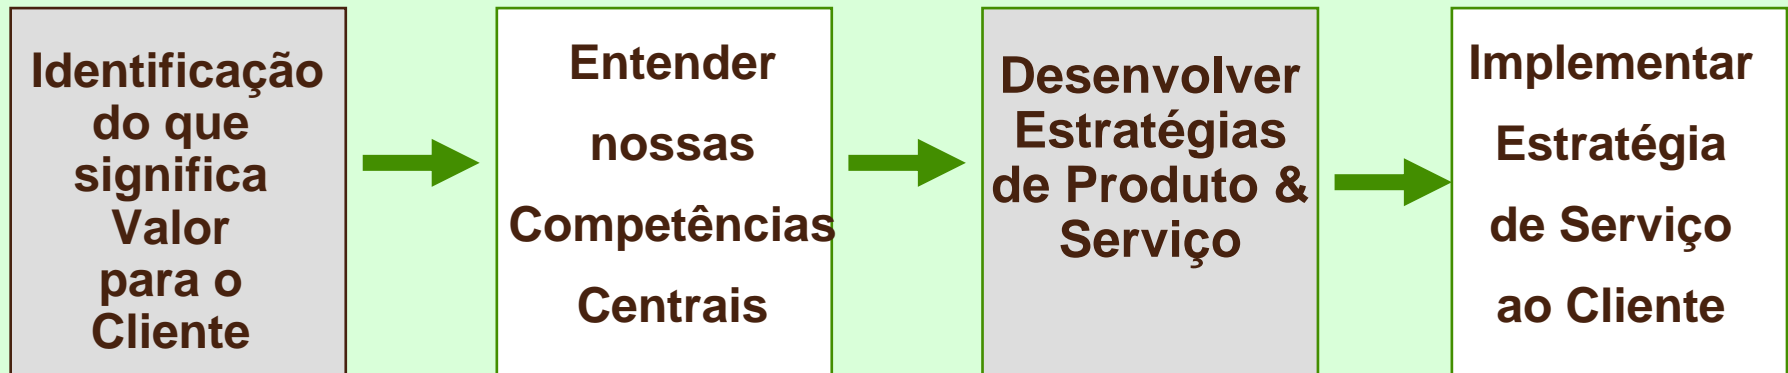 Identificação
do que
significa
Valor
para o
Cliente
Entender
nossas
Competências
Centrais
Desenvolver
Estratégias
de Produto &
Serviço
Implementar
Estratégia
de Serviço
ao Cliente